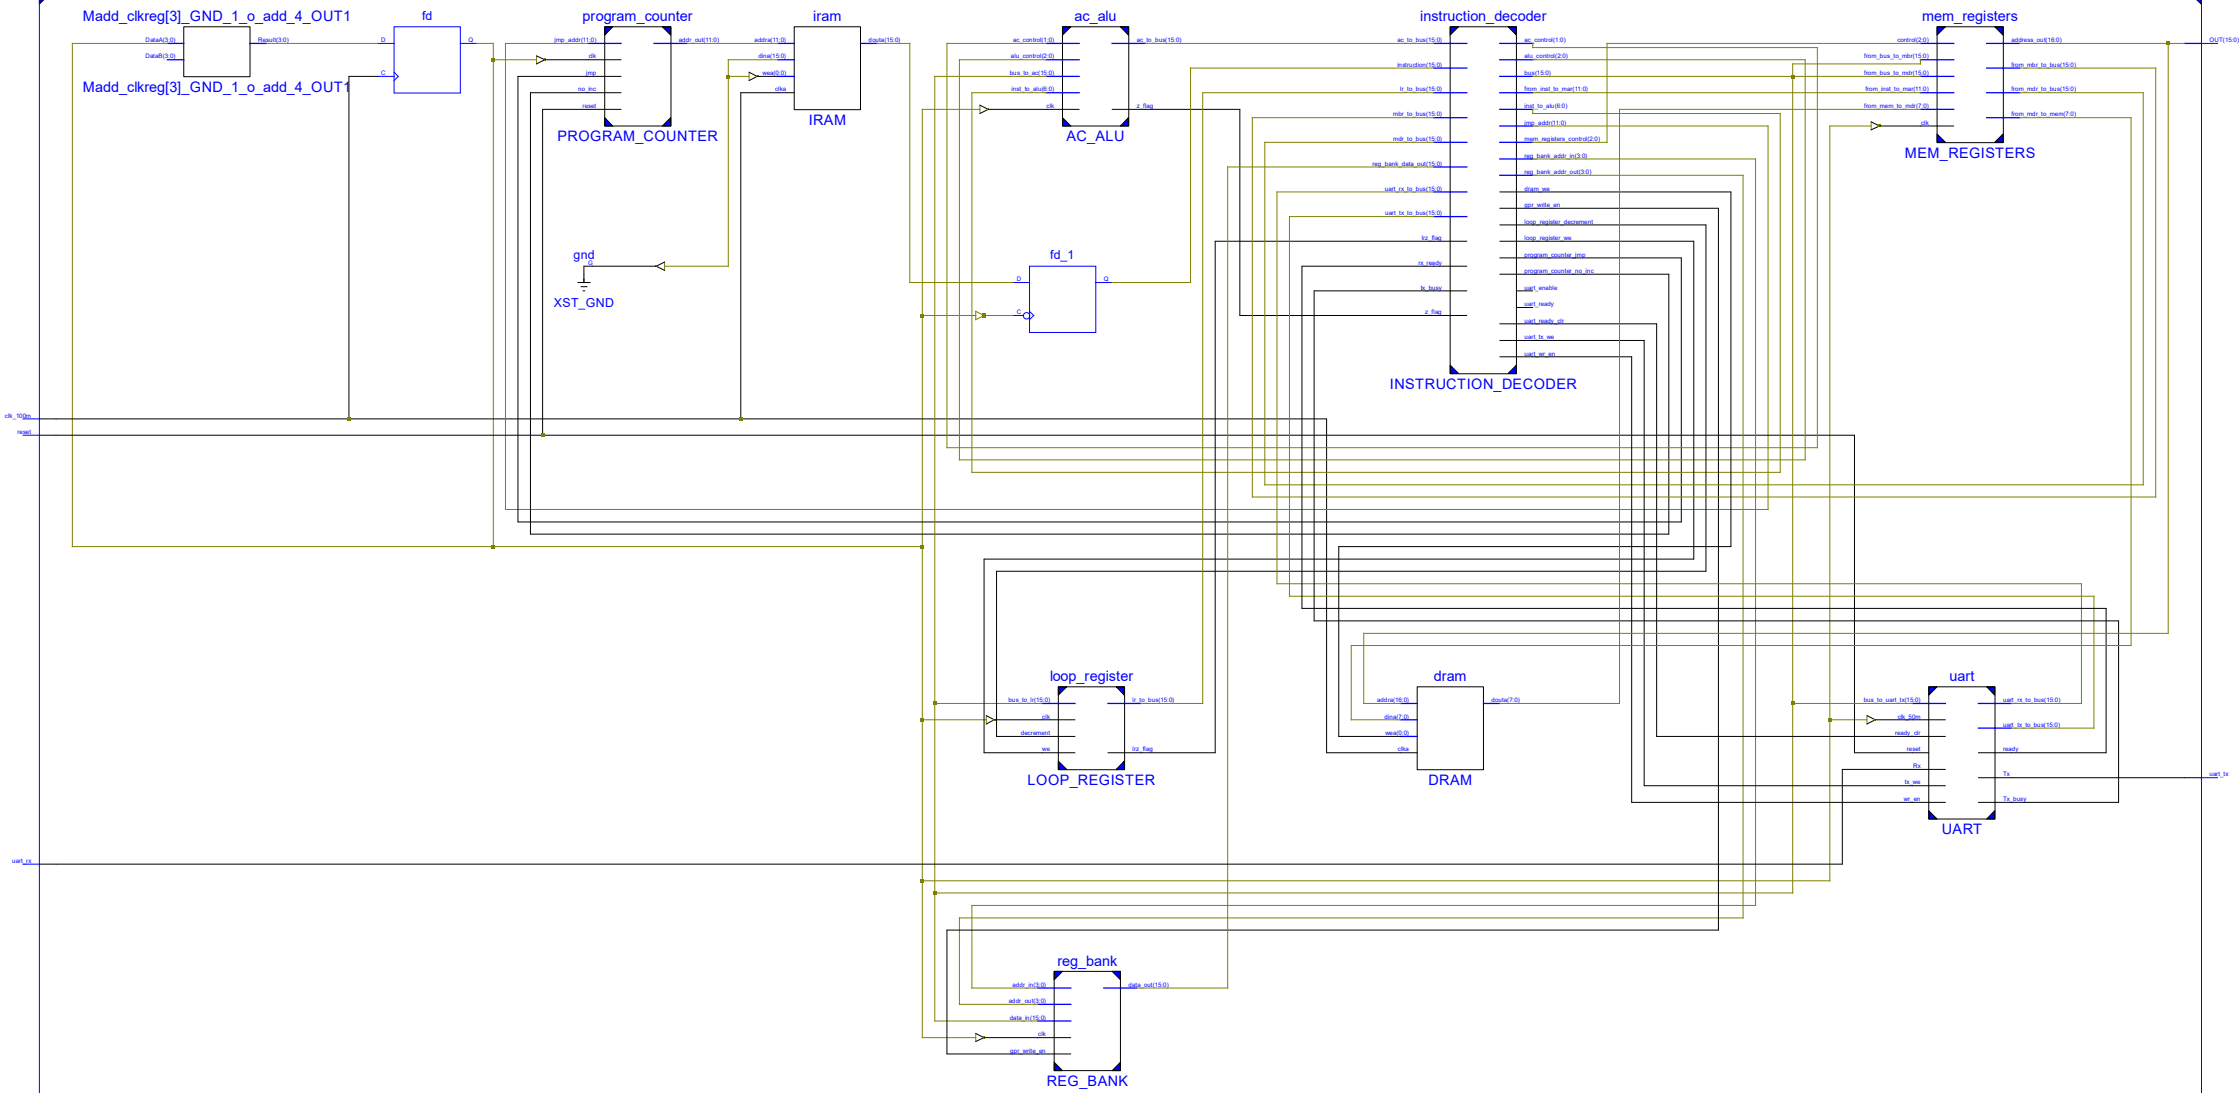 Madd_clkreg[3]_GND_1_o_add_4_OUT1
DataA(3:0)
DataB(3:0)
Result(3:0)
Madd_clkreg[3]_GND_1_o_add_4_OUT1
fd
D
C
Q
program_counter
jmp_addr(11:0)
clk
jmp
no_inc
reset
addr_out(11:0)
PROGRAM_COUNTER
iram
addra(11:0)
dina(15:0)
wea(0:0)
clka
douta(15:0)
IRAM
ac_alu
ac_control(1:0)
alu_control(2:0)
bus_to_ac(15:0)
inst_to_alu(6:0)
clk
ac_to_bus(15:0)
z_flag
AC_ALU
instruction_decoder
ac_to_bus(15:0)
instruction(15:0)
lr_to_bus(15:0)
mbr_to_bus(15:0)
mdr_to_bus(15:0)
reg_bank_data_out(15:0)
uart_rx_to_bus(15:0)
uart_tx_to_bus(15:0)
lrz_flag
rx_ready
tx_busy
z_flag
ac_control(1:0)
alu_control(2:0)
bus(15:0)
from_inst_to_mar(11:0)
inst_to_alu(6:0)
jmp_addr(11:0)
mem_registers_control(2:0)
reg_bank_addr_in(3:0)
reg_bank_addr_out(3:0)
dram_we
gpr_write_en
loop_register_decrement
loop_register_we
program_counter_jmp
program_counter_no_inc
uart_enable
uart_ready
uart_ready_clr
uart_tx_we
uart_wr_en
INSTRUCTION_DECODER
mem_registers
control(2:0)
from_bus_to_mbr(15:0)
from_bus_to_mdr(15:0)
from_inst_to_mar(11:0)
from_mem_to_mdr(7:0)
clk
address_out(16:0)
from_mbr_to_bus(15:0)
from_mdr_to_bus(15:0)
from_mdr_to_mem(7:0)
MEM_REGISTERS
OUT(15:0)
gnd
G
XST_GND
fd_1
D
C
Q
clk_100m
reset
loop_register
bus_to_lr(15:0)
clk
decrement
we
lr_to_bus(15:0)
lrz_flag
LOOP_REGISTER
dram
addra(16:0)
dina(7:0)
wea(0:0)
clka
douta(7:0)
DRAM
uart
bus_to_uart_tx(15:0)
clk_50m
ready_clr
reset
Rx
tx_we
wr_en
uart_rx_to_bus(15:0)
uart_tx_to_bus(15:0)
ready
Tx
Tx_busy
UART
uart_tx
uart_rx
reg_bank
addr_in(3:0)
addr_out(3:0)
data_in(15:0)
clk
gpr_write_en
data_out(15:0)
REG_BANK